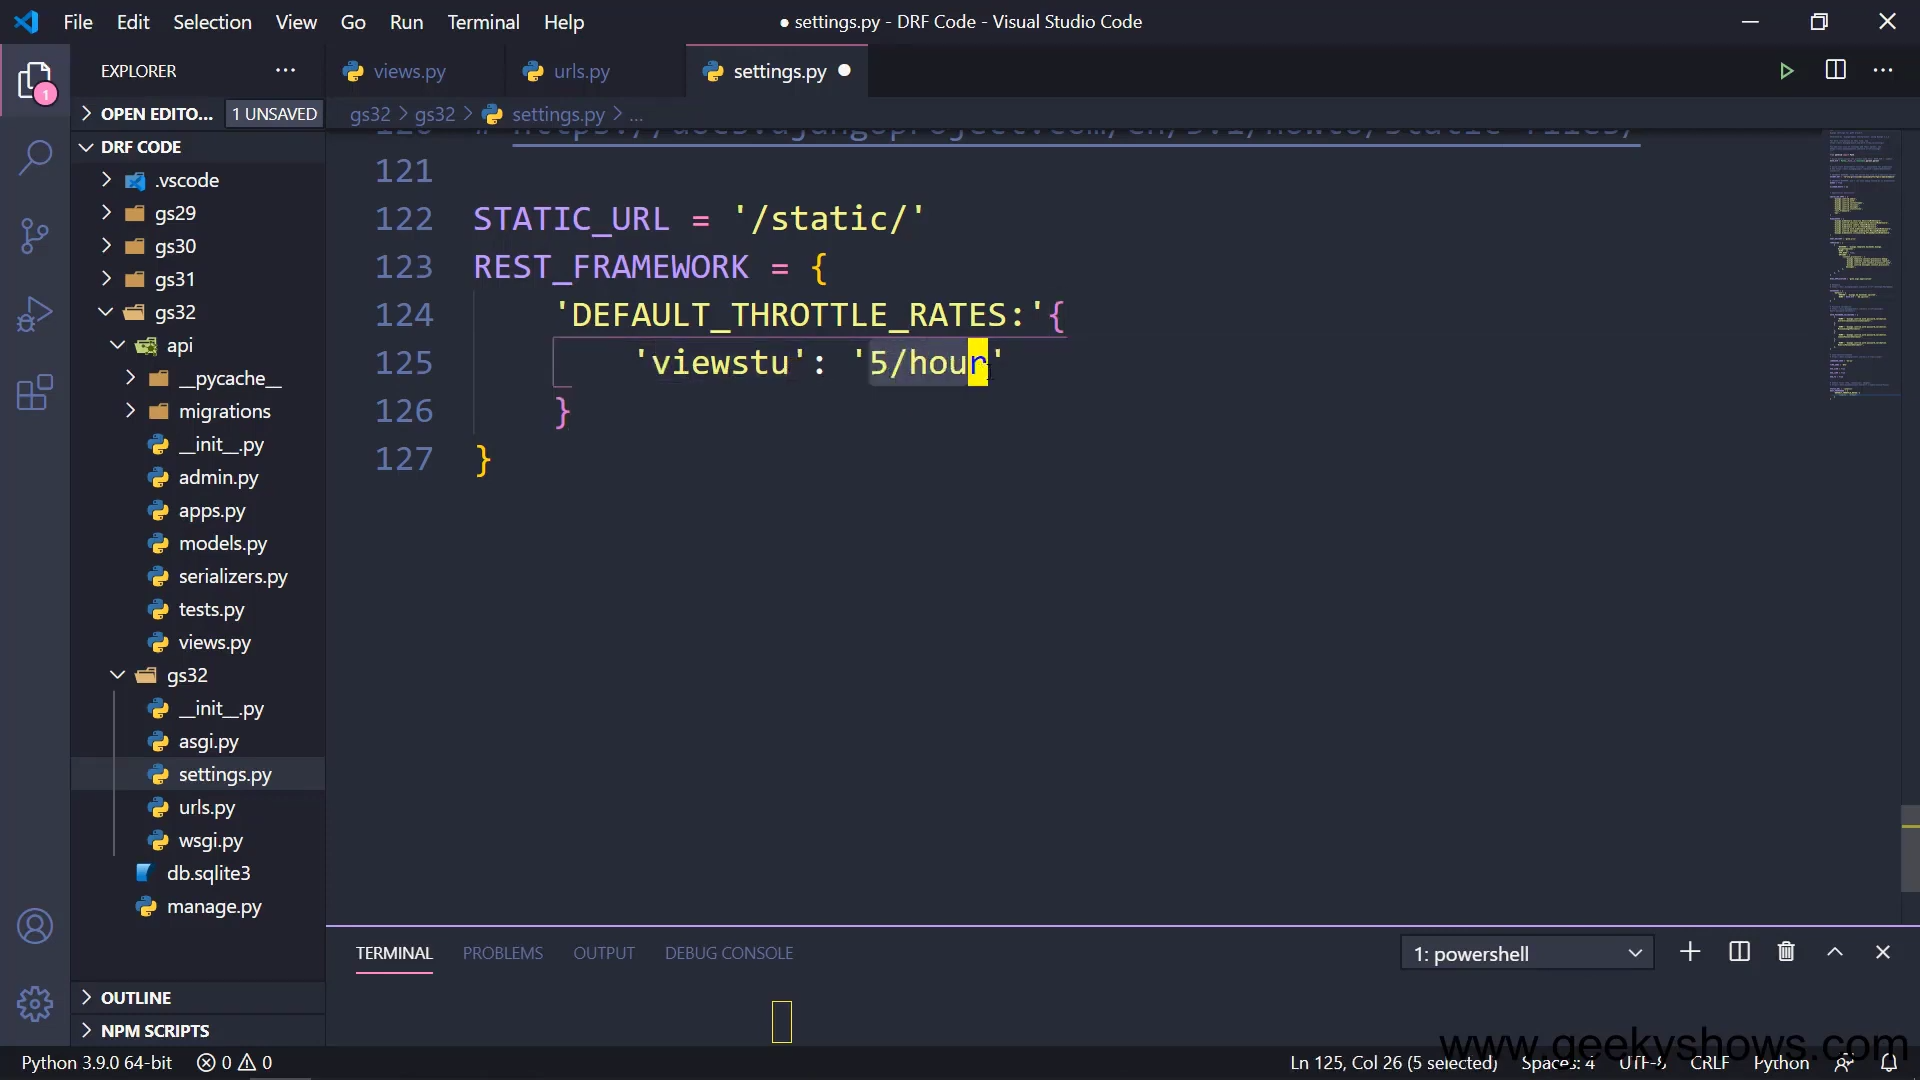 File Edit Selection View Go Run Terminal Help
● settings.py - DRF Code - Visual Studio Code
EXPLORER
views.py
urls.py
settings.py
OPEN EDITO... 1 UNSAVED
gs32 > gs32 > settings.py > ...
DRF CODE
.vscode
gs29
gs30
gs31
gs32
api
__pycache__
migrations
__init__.py
admin.py
apps.py
models.py
serializers.py
tests.py
views.py
gs32
__init__.py
asgi.py
settings.py
urls.py
wsgi.py
db.sqlite3
manage.py
OUTLINE
NPM SCRIPTS
1
121
122 STATIC_URL = '/static/'
123 REST_FRAMEWORK = {
124 'DEFAULT_THROTTLE_RATES:'{
125 'viewstu': '5/hour'
126 }
127 }
TERMINAL PROBLEMS OUTPUT DEBUG CONSOLE
1: powershell
www.geekyshows.com
Python 3.9.0 64-bit 0 0
Ln 125, Col 26 (5 selected) Spaces: 4 UTF-8 CRLF Python